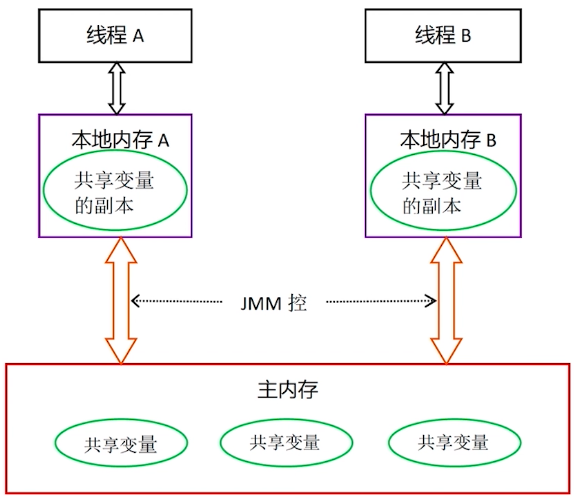 线程 A
线程 B
本地内存 A
本地内存 B
共享变量
的副本
共享变量
的副本
JMM 控
主内存
共享变量
共享变量
共享变量